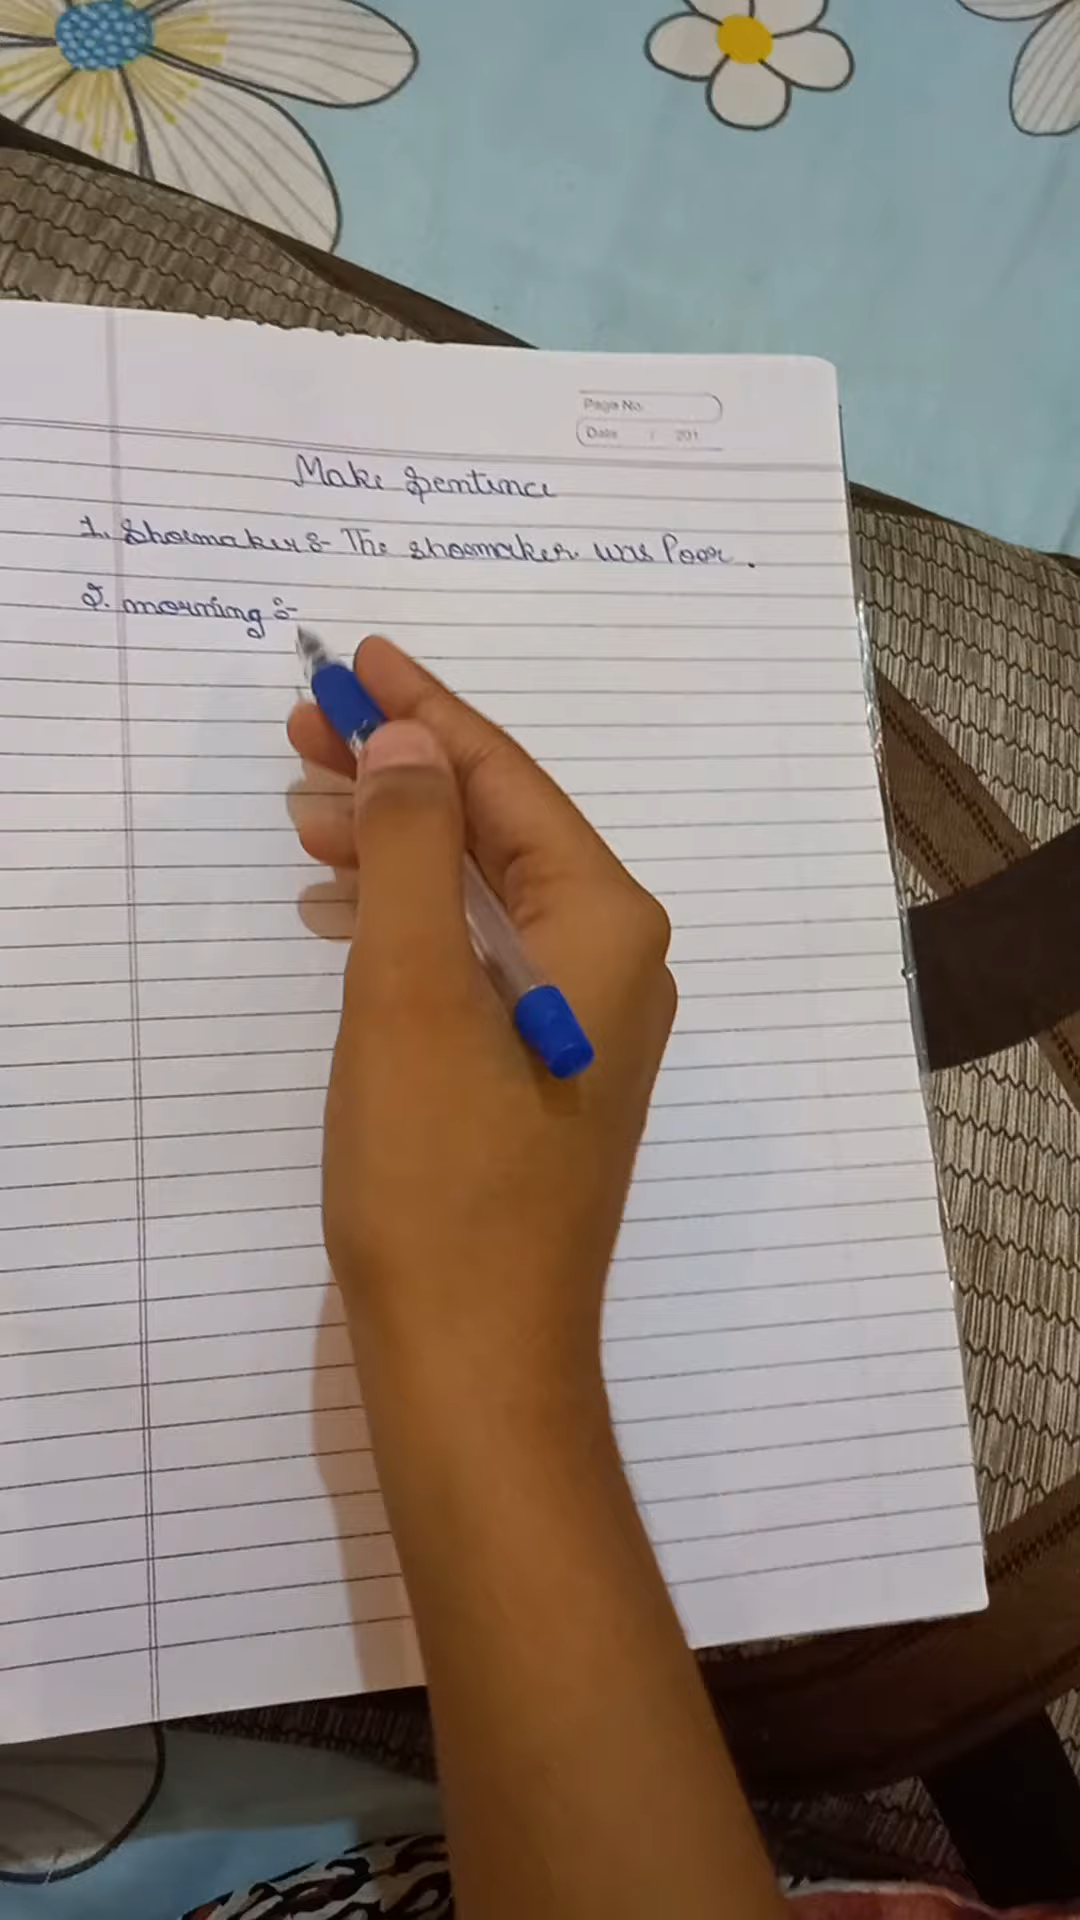 Page No.
Date : 201
Make Sentence
1. Shoemaker :- The shoemaker was Poor.
2. morning :-